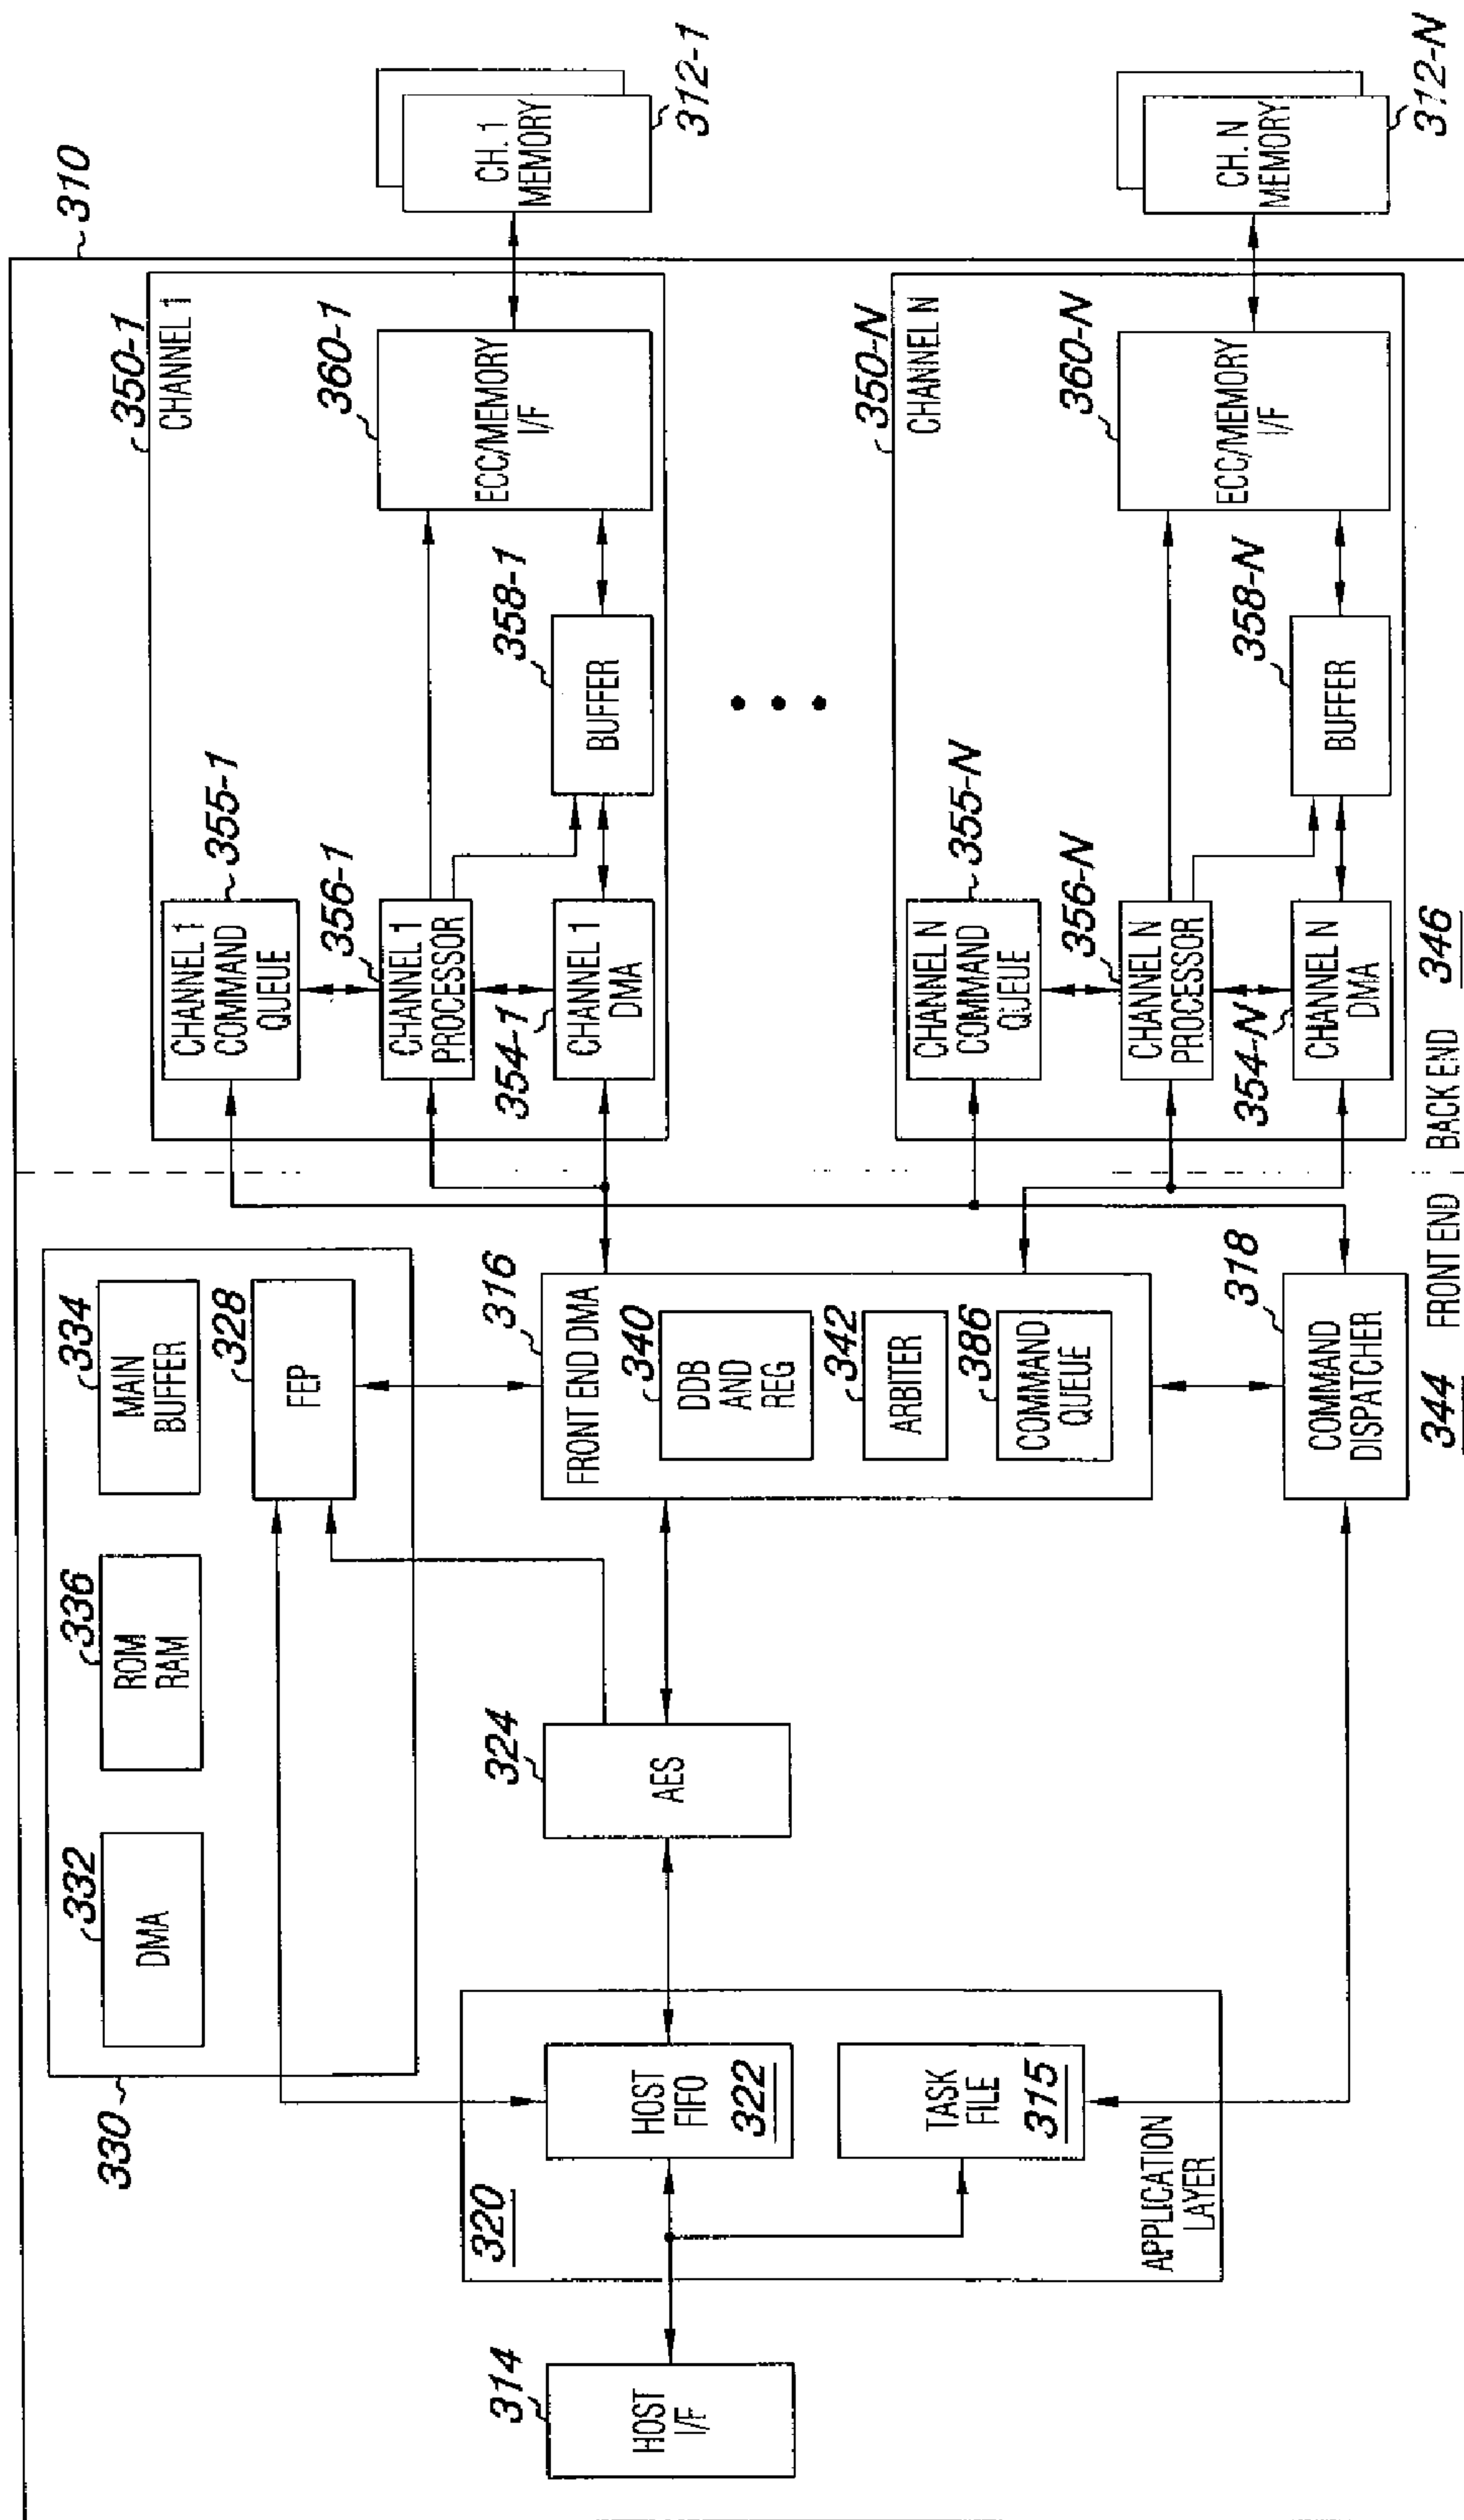 310
330
332
DMA
336
ROM
RAM
334
MAIN
BUFFER
328
FEP
314
HOST
I/F
320
HOST
FIFO
322
TASK
FILE
315
APPLICATION
LAYER
324
AES
316
FRONT END DMA
340
DDB
AND
REG
342
ARBITER
386
COMMAND
QUEUE
318
COMMAND
DISPATCHER
344
FRONT END
BACK END
346
350-1
CHANNEL 1
355-1
CHANNEL 1
COMMAND
QUEUE
356-1
CHANNEL 1
PROCESSOR
354-1
CHANNEL 1
DMA
358-1
BUFFER
360-1
ECC/MEMORY
I/F
CH. 1
MEMORY
312-1
350-N
CHANNEL N
355-N
CHANNEL N
COMMAND
QUEUE
356-N
CHANNEL N
PROCESSOR
354-N
CHANNEL N
DMA
358-N
BUFFER
360-N
ECC/MEMORY
I/F
CH. N
MEMORY
312-N